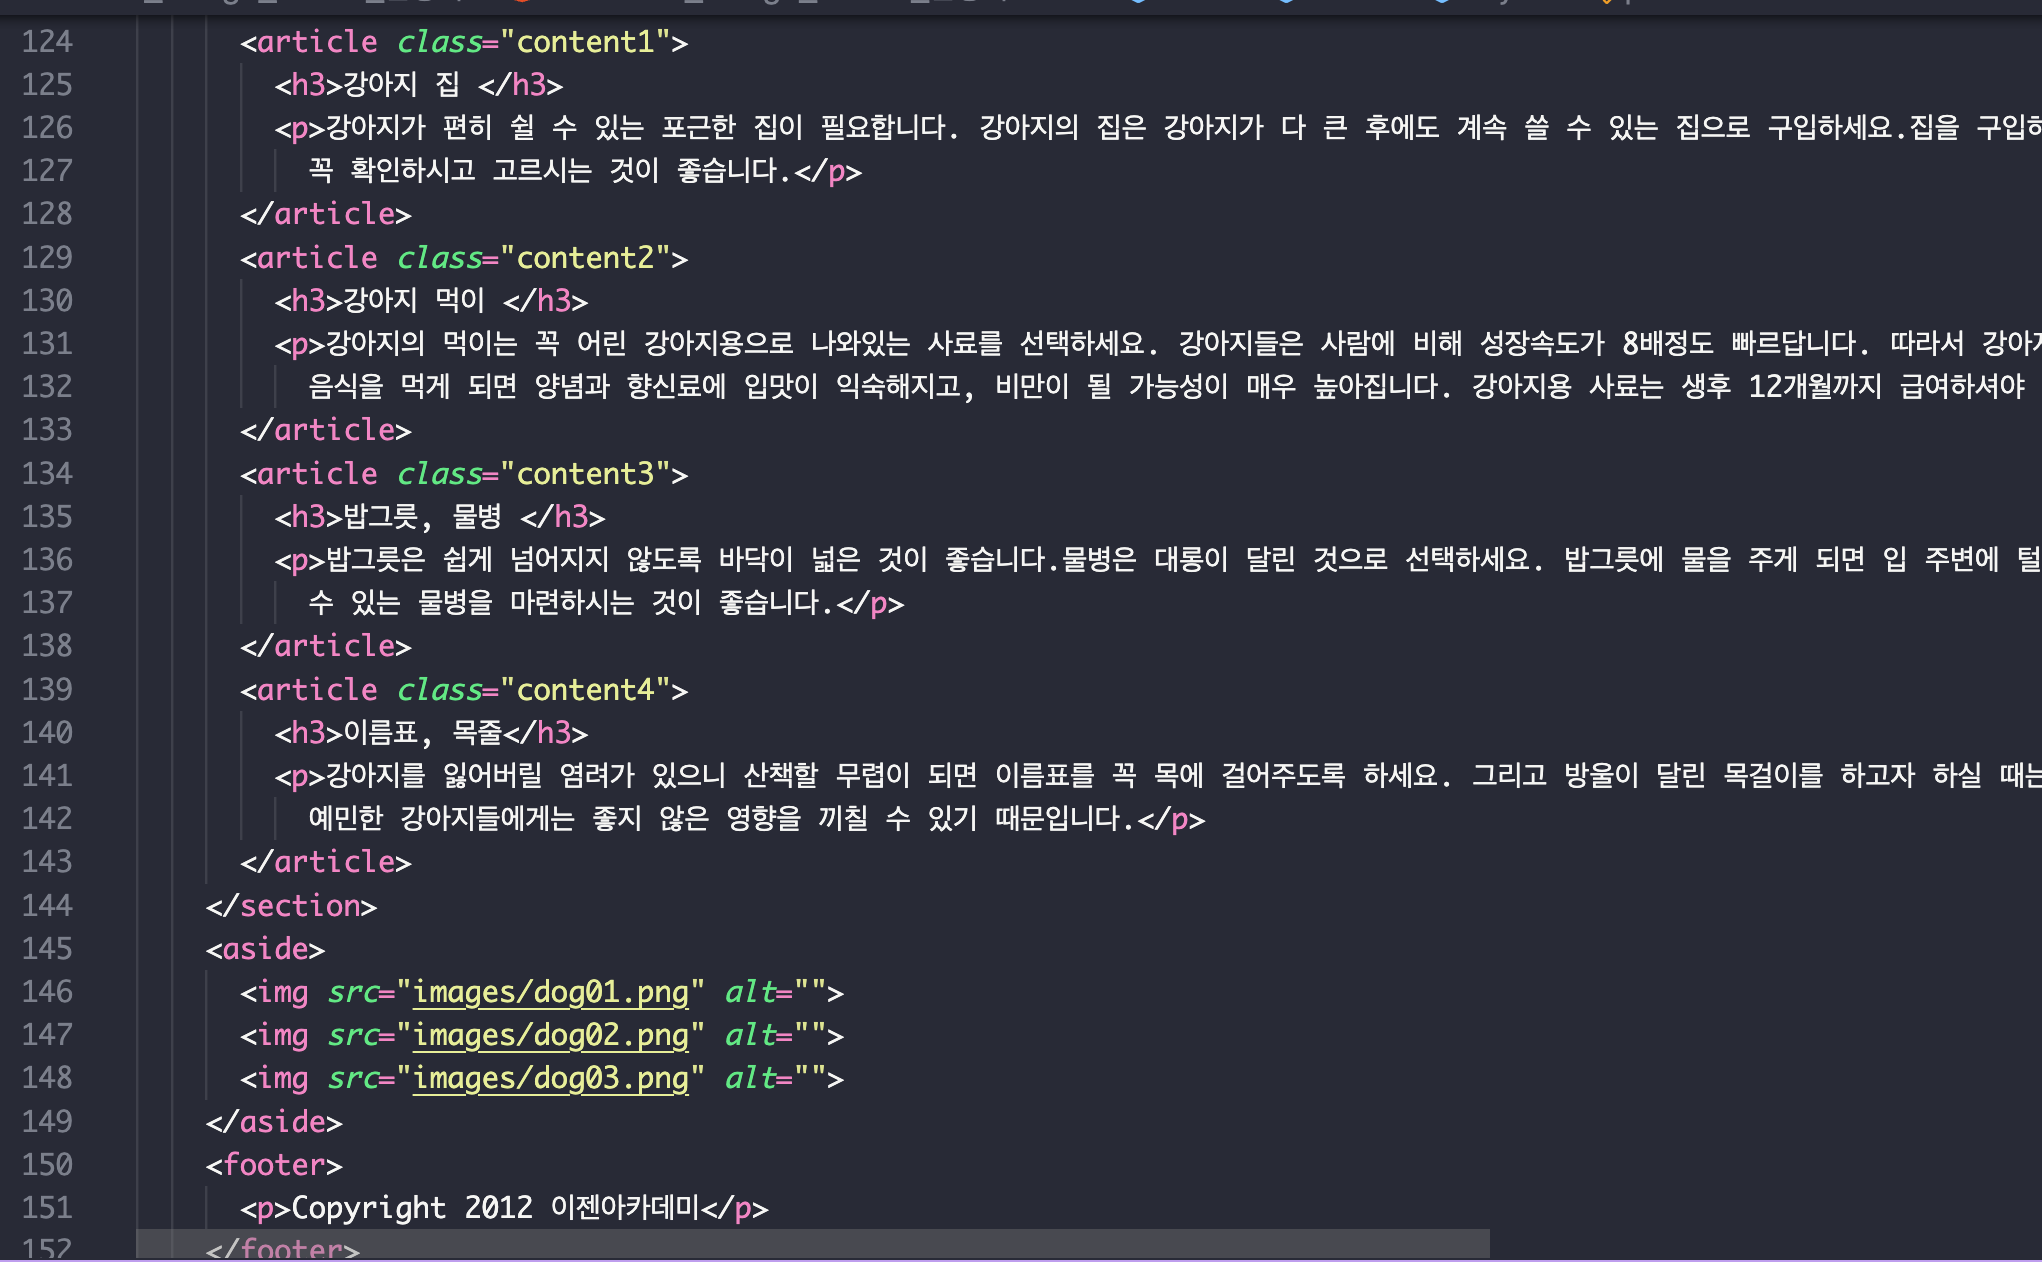 124 <article class="content1">
125 <h3>강아지 집 </h3>
126 <p>강아지가 편히 쉴 수 있는 포근한 집이 필요합니다. 강아지의 집은 강아지가 다 큰 후에도 계속 쓸 수 있는 집으로 구입하세요.집을 구입하
127 꼭 확인하시고 고르시는 것이 좋습니다.</p>
128 </article>
129 <article class="content2">
130 <h3>강아지 먹이 </h3>
131 <p>강아지의 먹이는 꼭 어린 강아지용으로 나와있는 사료를 선택하세요. 강아지들은 사람에 비해 성장속도가 8배정도 빠르답니다. 따라서 강아지
132 음식을 먹게 되면 양념과 향신료에 입맛이 익숙해지고, 비만이 될 가능성이 매우 높아집니다. 강아지용 사료는 생후 12개월까지 급여하셔야
133 </article>
134 <article class="content3">
135 <h3>밥그릇, 물병 </h3>
136 <p>밥그릇은 쉽게 넘어지지 않도록 바닥이 넓은 것이 좋습니다.물병은 대롱이 달린 것으로 선택하세요. 밥그릇에 물을 주게 되면 입 주변에 털
137 수 있는 물병을 마련하시는 것이 좋습니다.</p>
138 </article>
139 <article class="content4">
140 <h3>이름표, 목줄</h3>
141 <p>강아지를 잃어버릴 염려가 있으니 산책할 무렵이 되면 이름표를 꼭 목에 걸어주도록 하세요. 그리고 방울이 달린 목걸이를 하고자 하실 때는
142 예민한 강아지들에게는 좋지 않은 영향을 끼칠 수 있기 때문입니다.</p>
143 </article>
144 </section>
145 <aside>
146 <img src="images/dog01.png" alt="">
147 <img src="images/dog02.png" alt="">
148 <img src="images/dog03.png" alt="">
149 </aside>
150 <footer>
151 <p>Copyright 2012 이젠아카데미</p>
152 </footer>